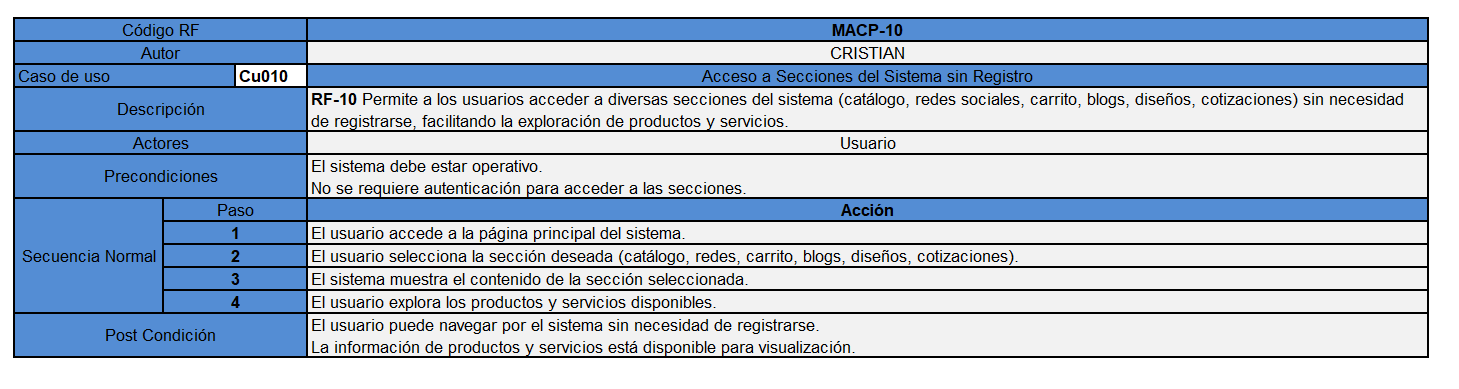 Código RF MACP-10
Autor CRISTIAN
Caso de uso Cu010 Acceso a Secciones del Sistema sin Registro
Descripción
RF-10 Permite a los usuarios acceder a diversas secciones del sistema (catálogo, redes sociales, carrito, blogs, diseños, cotizaciones) sin necesidad
de registrarse, facilitando la exploración de productos y servicios.
Actores Usuario
Precondiciones
El sistema debe estar operativo.
No se requiere autenticación para acceder a las secciones.
Secuencia Normal
Paso Acción
1 El usuario accede a la página principal del sistema.
2 El usuario selecciona la sección deseada (catálogo, redes, carrito, blogs, diseños, cotizaciones).
3 El sistema muestra el contenido de la sección seleccionada.
4 El usuario explora los productos y servicios disponibles.
Post Condición
El usuario puede navegar por el sistema sin necesidad de registrarse.
La información de productos y servicios está disponible para visualización.